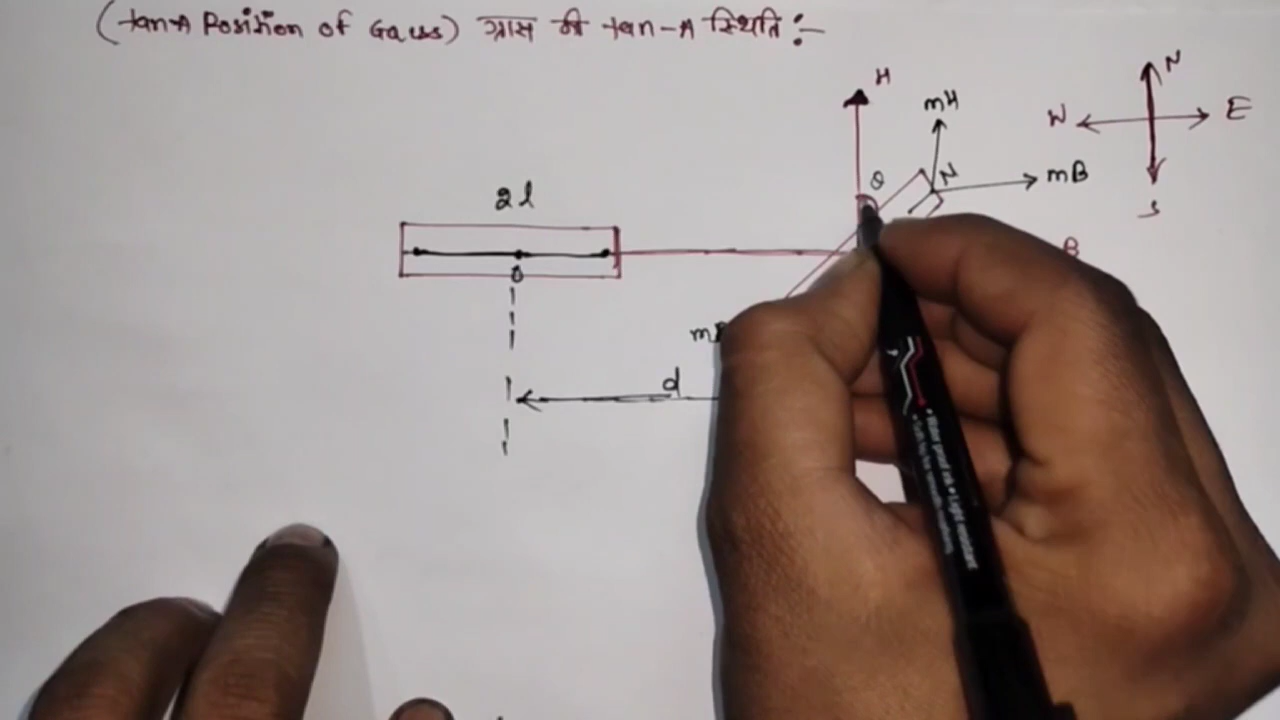 (tan-A Position of Gauss) गास की tan-A स्थिति :-
H
N
mH
W
E
θ
N
mB
2l
S
B
O
d